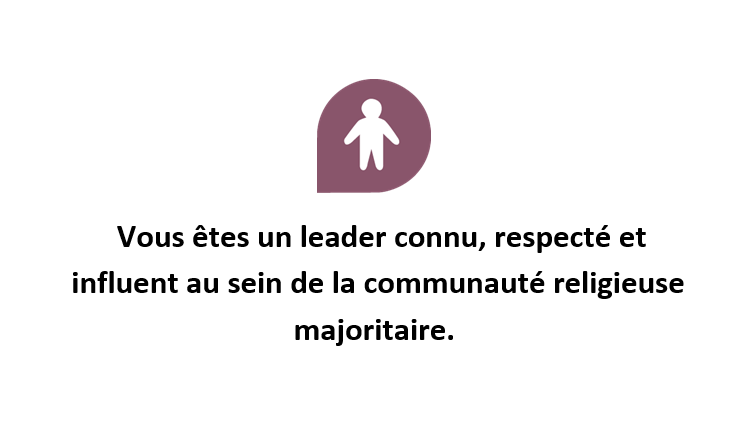 Vous êtes un leader connu, respecté et
influent au sein de la communauté religieuse
majoritaire.